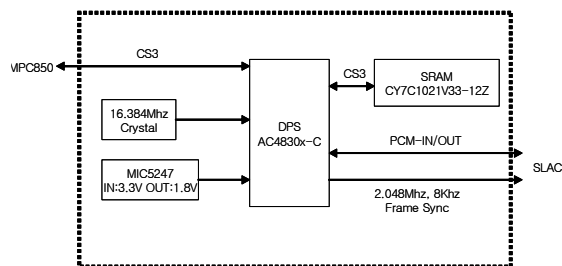 MPC850
CS3
16.384Mhz
Crystal
MIC5247
IN:3.3V OUT:1.8V
DPS
AC4830x-C
CS3
SRAM
CY7C1021V33-12Z
PCM-IN/OUT
2.048Mhz, 8Khz
Frame Sync
SLAC